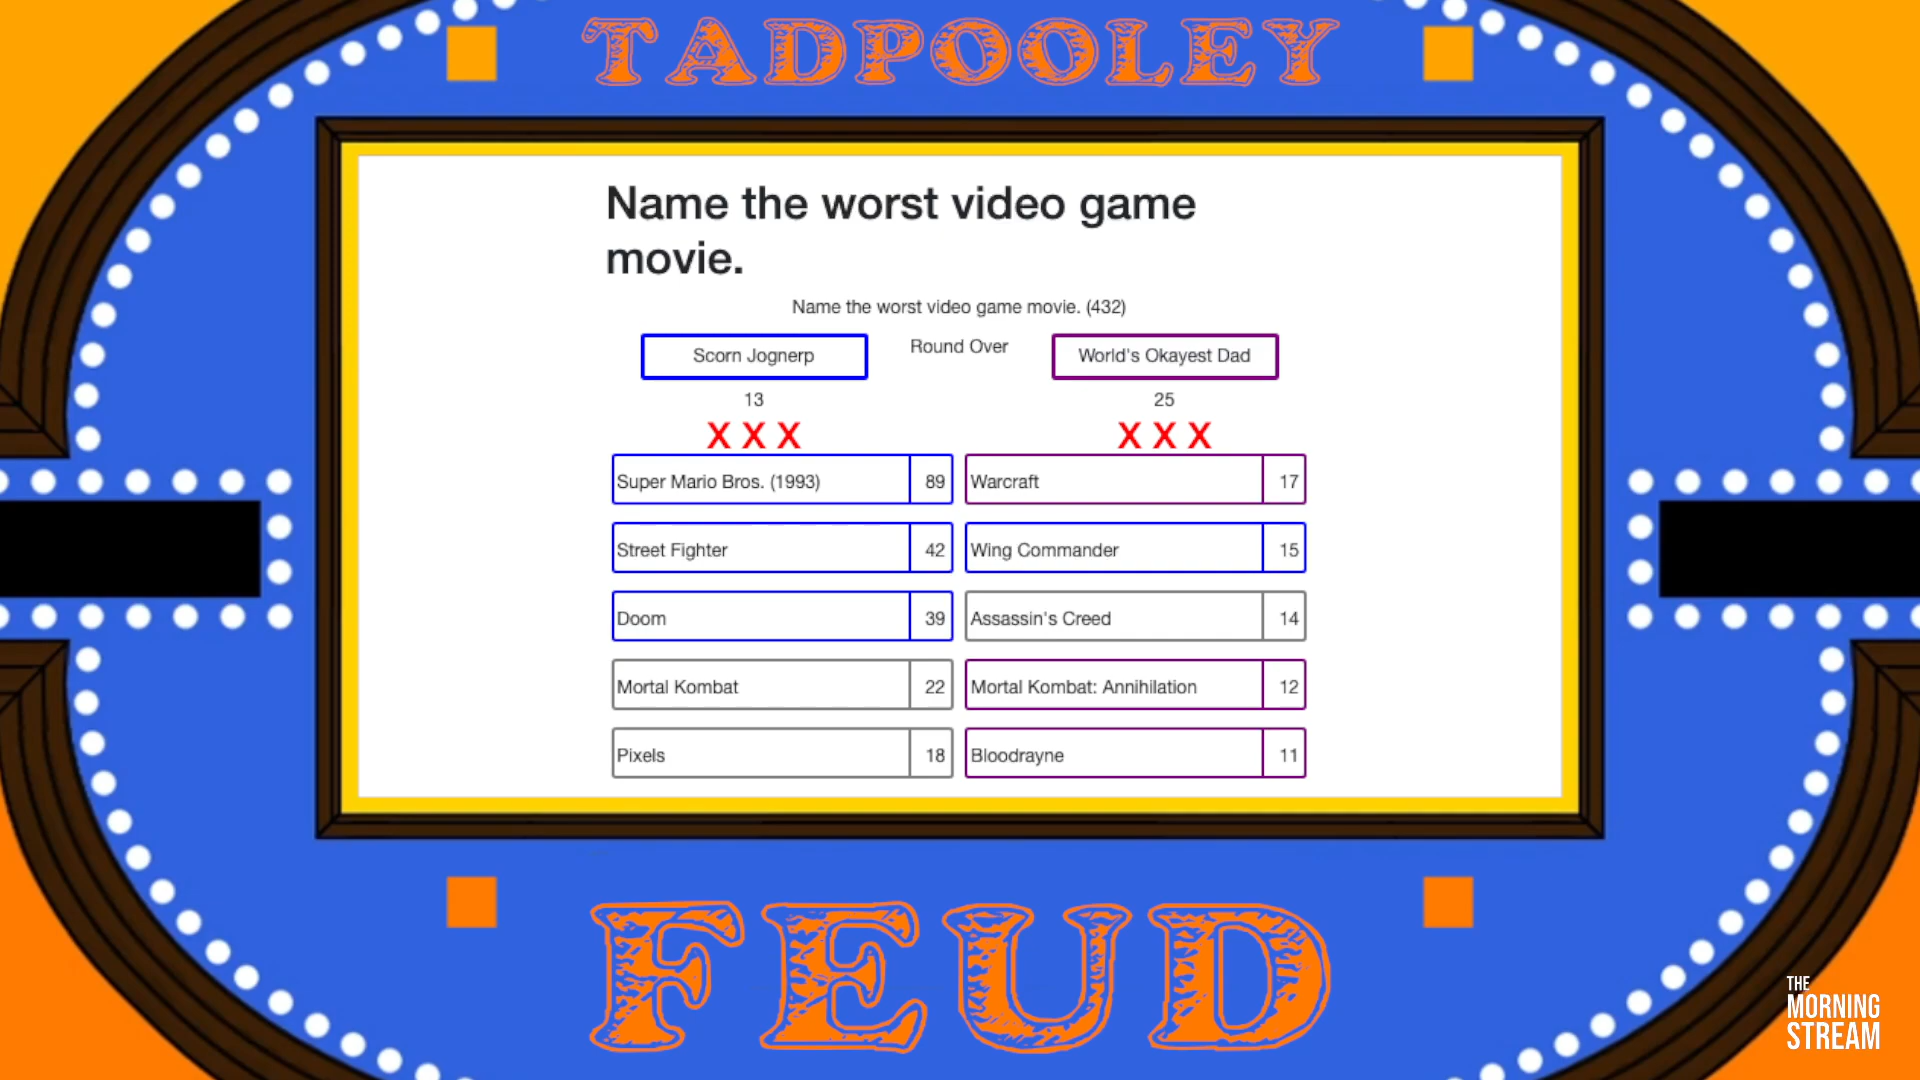 TADPOOLEY
Name the worst video game
movie.
Name the worst video game movie. (432)
Scorn Jognerp
Round Over
World's Okayest Dad
13
25
X X X
X X X
Super Mario Bros. (1993) 89
Warcraft 17
Street Fighter 42
Wing Commander 15
Doom 39
Assassin's Creed 14
Mortal Kombat 22
Mortal Kombat: Annihilation 12
Pixels 18
Bloodrayne 11
FEUD
THE
MORNING
STREAM